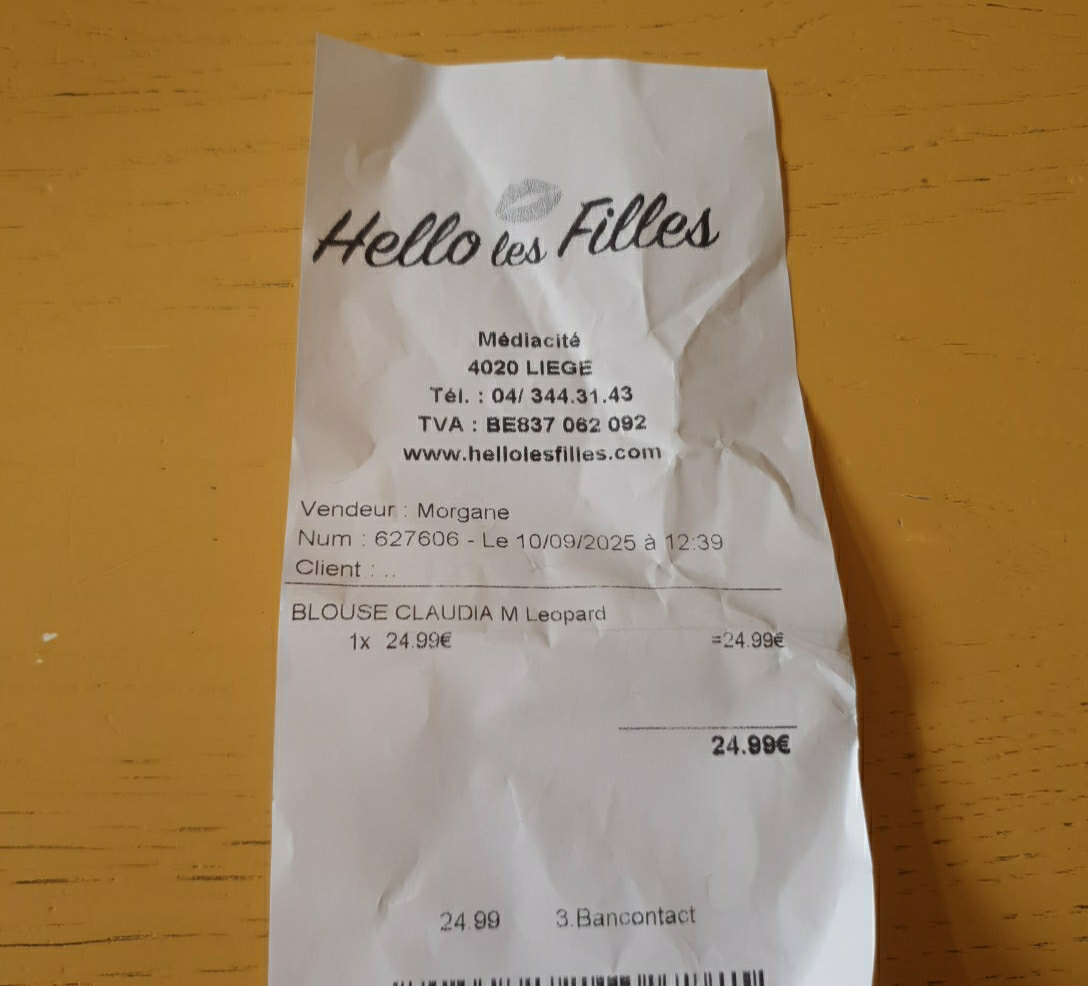 Hello les Filles
Médiacité
4020 LIEGE
Tél. : 04/ 344.31.43
TVA : BE837 062 092
www.hellolesfilles.com
Vendeur : Morgane
Num : 627606 - Le 10/09/2025 à 12:39
Client : ..
BLOUSE CLAUDIA M Leopard
1x 24.99€ =24.99€
24.99€
24.99 3.Bancontact